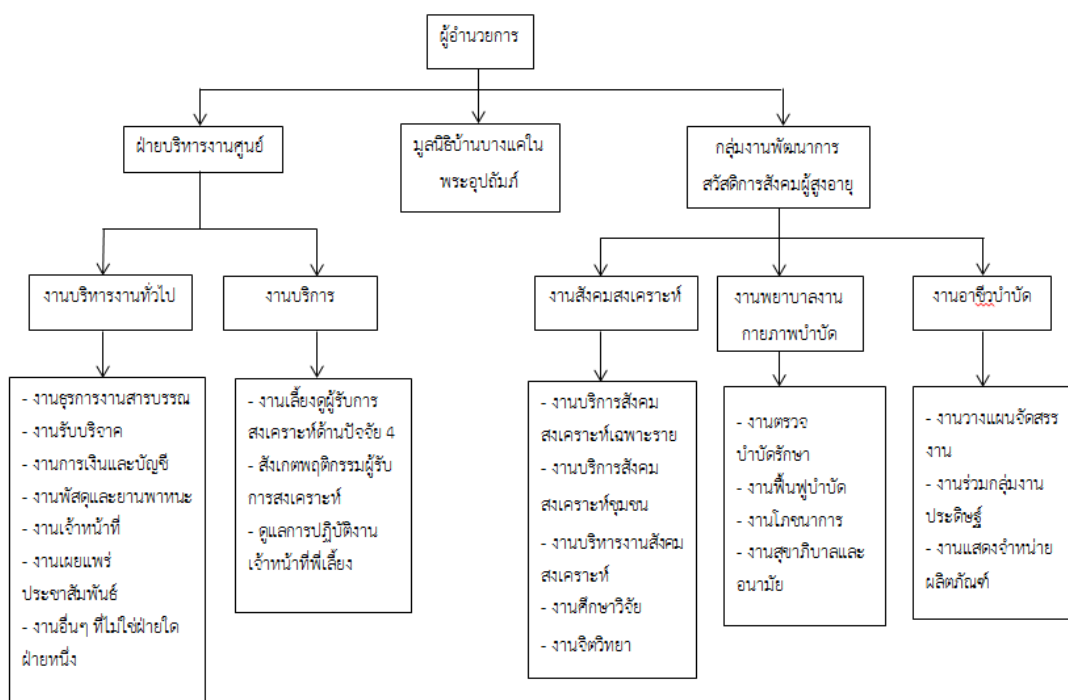 ผู้อำนวยการ
ฝ่ายบริหารงานศูนย์
มูลนิธิบ้านบางแคใน
พระอุปถัมภ์
กลุ่มงานพัฒนาการ
สวัสดิการสังคมผู้สูงอายุ
งานบริหารงานทั่วไป
งานบริการ
งานสังคมสงเคราะห์
งานพยาบาลงาน
กายภาพบำบัด
งานอาชีวบำบัด
- งานธุรการงานสารบรรณ
- งานรับบริจาค
- งานการเงินและบัญชี
- งานพัสดุและยานพาหนะ
- งานเจ้าหน้าที่
- งานเผยแพร่
ประชาสัมพันธ์
- งานอื่นๆ ที่ไม่ใช่ฝ่ายใด
ฝ่ายหนึ่ง
- งานเลี้ยงดูผู้รับการ
สงเคราะห์ด้านปัจจัย 4
- สังเกตพฤติกรรมผู้รับ
การสงเคราะห์
- ดูแลการปฏิบัติงาน
เจ้าหน้าที่พี่เลี้ยง
- งานบริการสังคม
สงเคราะห์เฉพาะราย
- งานบริการสังคม
สงเคราะห์ชุมชน
- งานบริหารงานสังคม
สงเคราะห์
- งานศึกษาวิจัย
- งานจิตวิทยา
- งานตรวจ
บำบัดรักษา
- งานฟื้นฟูบำบัด
- งานโภชนาการ
- งานสุขาภิบาลและ
อนามัย
- งานวางแผนจัดสรร
งาน
- งานร่วมกลุ่มงาน
ประดิษฐ์
- งานแสดงจำหน่าย
ผลิตภัณฑ์